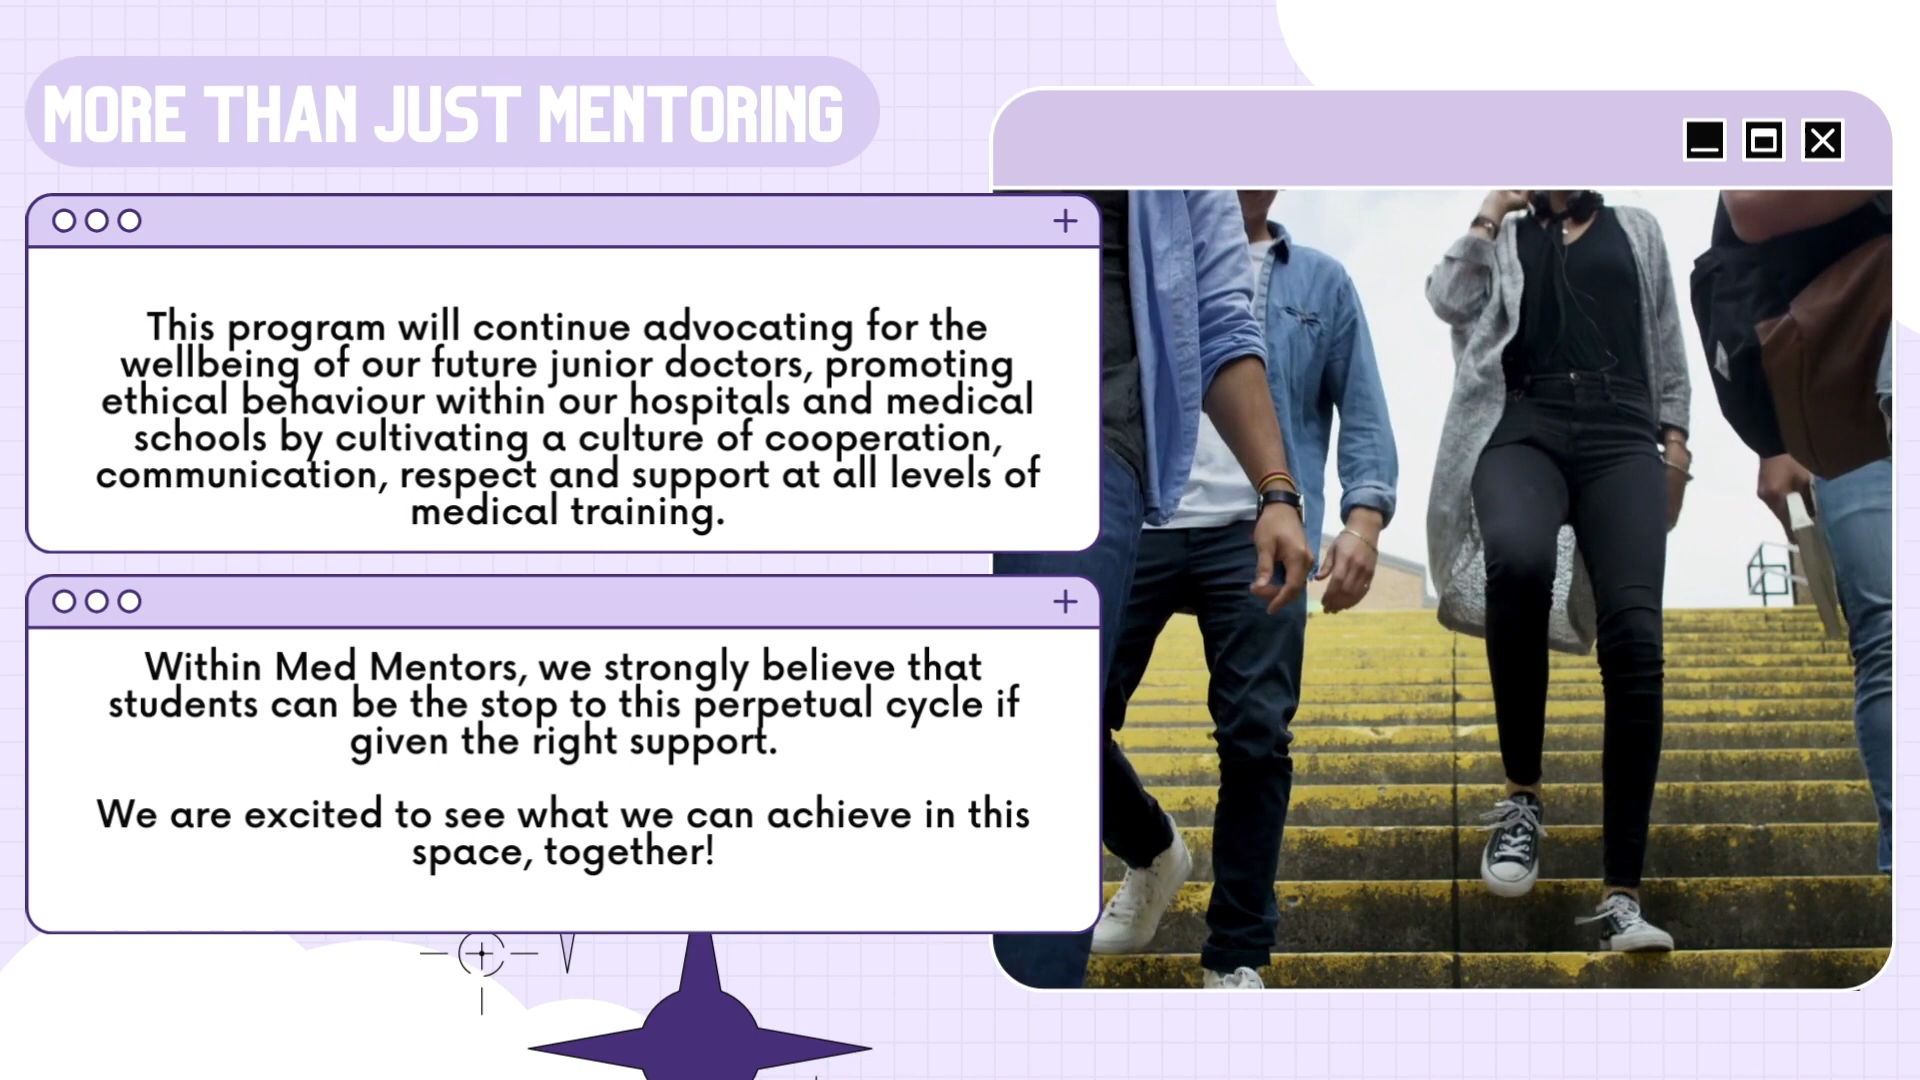 MORE THAN JUST MENTORING
This program will continue advocating for the
wellbeing of our future junior doctors, promoting
ethical behaviour within our hospitals and medical
schools by cultivating a culture of cooperation,
communication, respect and support at all levels of
medical training.
Within Med Mentors, we strongly believe that
students can be the stop to this perpetual cycle if
given the right support.
We are excited to see what we can achieve in this
space, together!